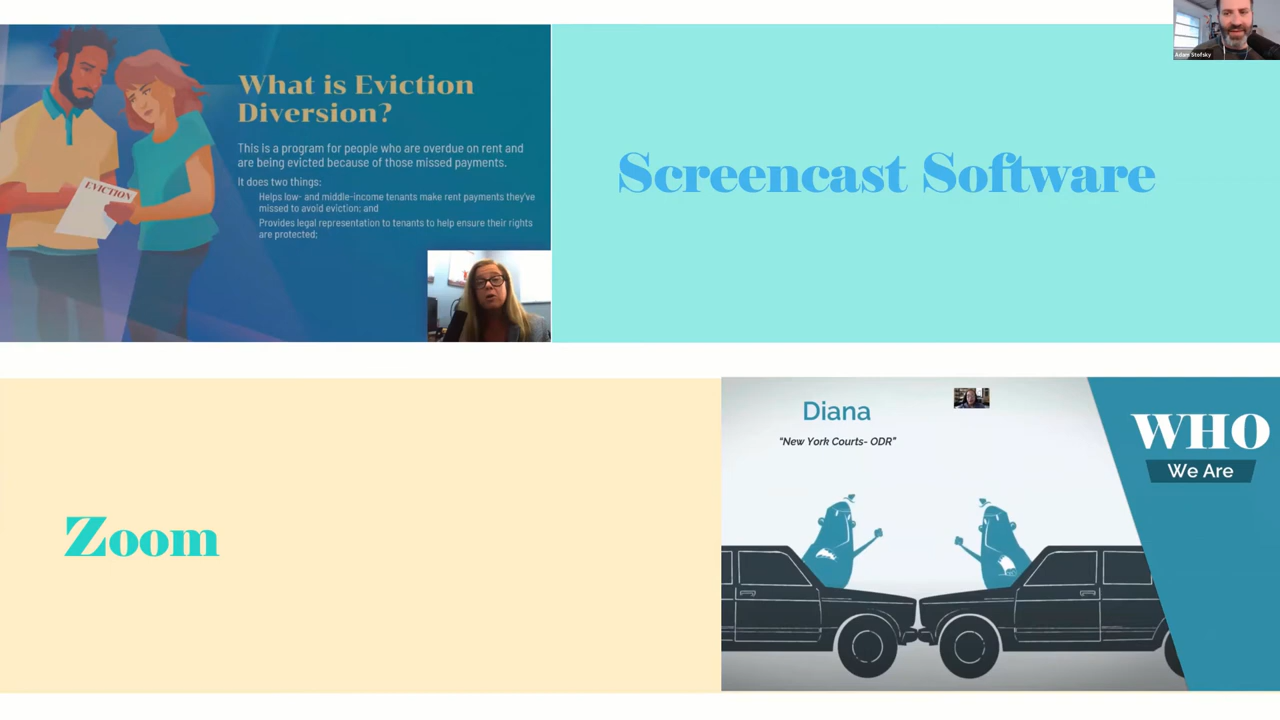 Adam Stofsky
What is Eviction
Diversion?
This is a program for people who are overdue on rent and
are being evicted because of those missed payments.
It does two things:
Helps low- and middle-income tenants make rent payments they've
missed to avoid eviction; and
Provides legal representation to tenants to help ensure their rights
are protected;
EVICTION
Screencast Software
Zoom
Diana
“New York Courts- ODR”
WHO
We Are